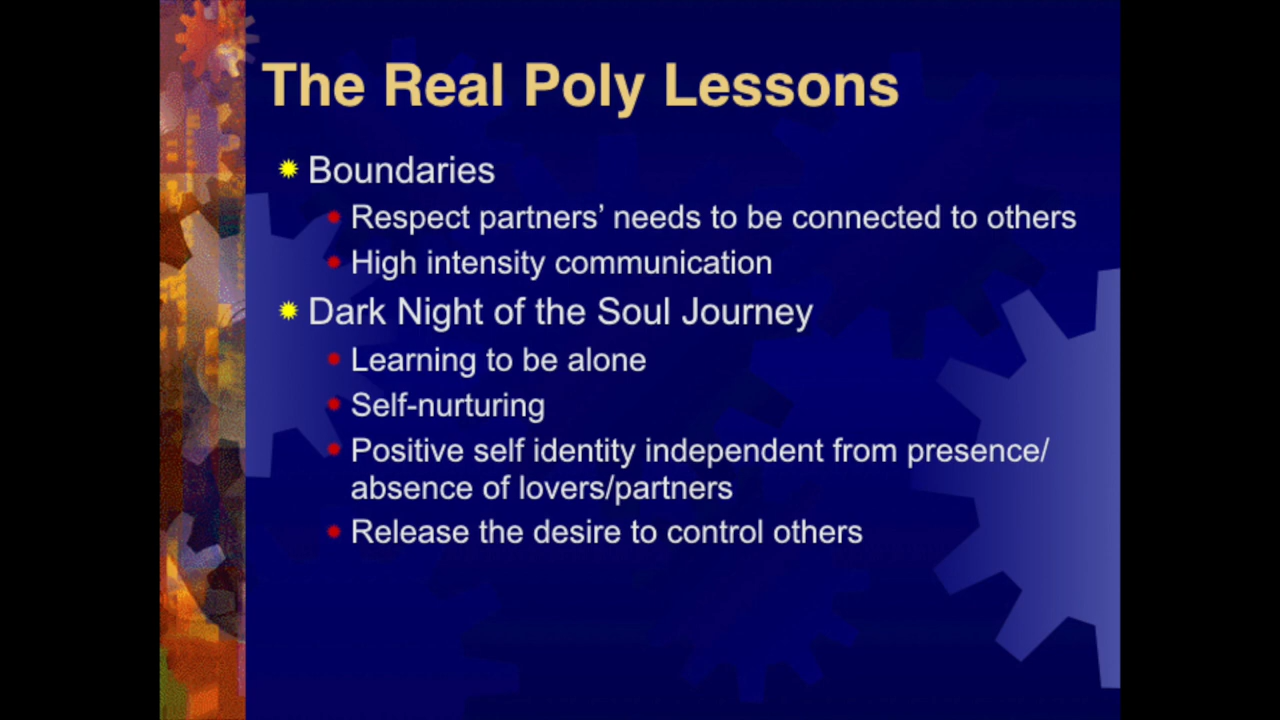 The Real Poly Lessons
Boundaries
Respect partners’ needs to be connected to others
High intensity communication
Dark Night of the Soul Journey
Learning to be alone
Self-nurturing
Positive self identity independent from presence/
absence of lovers/partners
Release the desire to control others